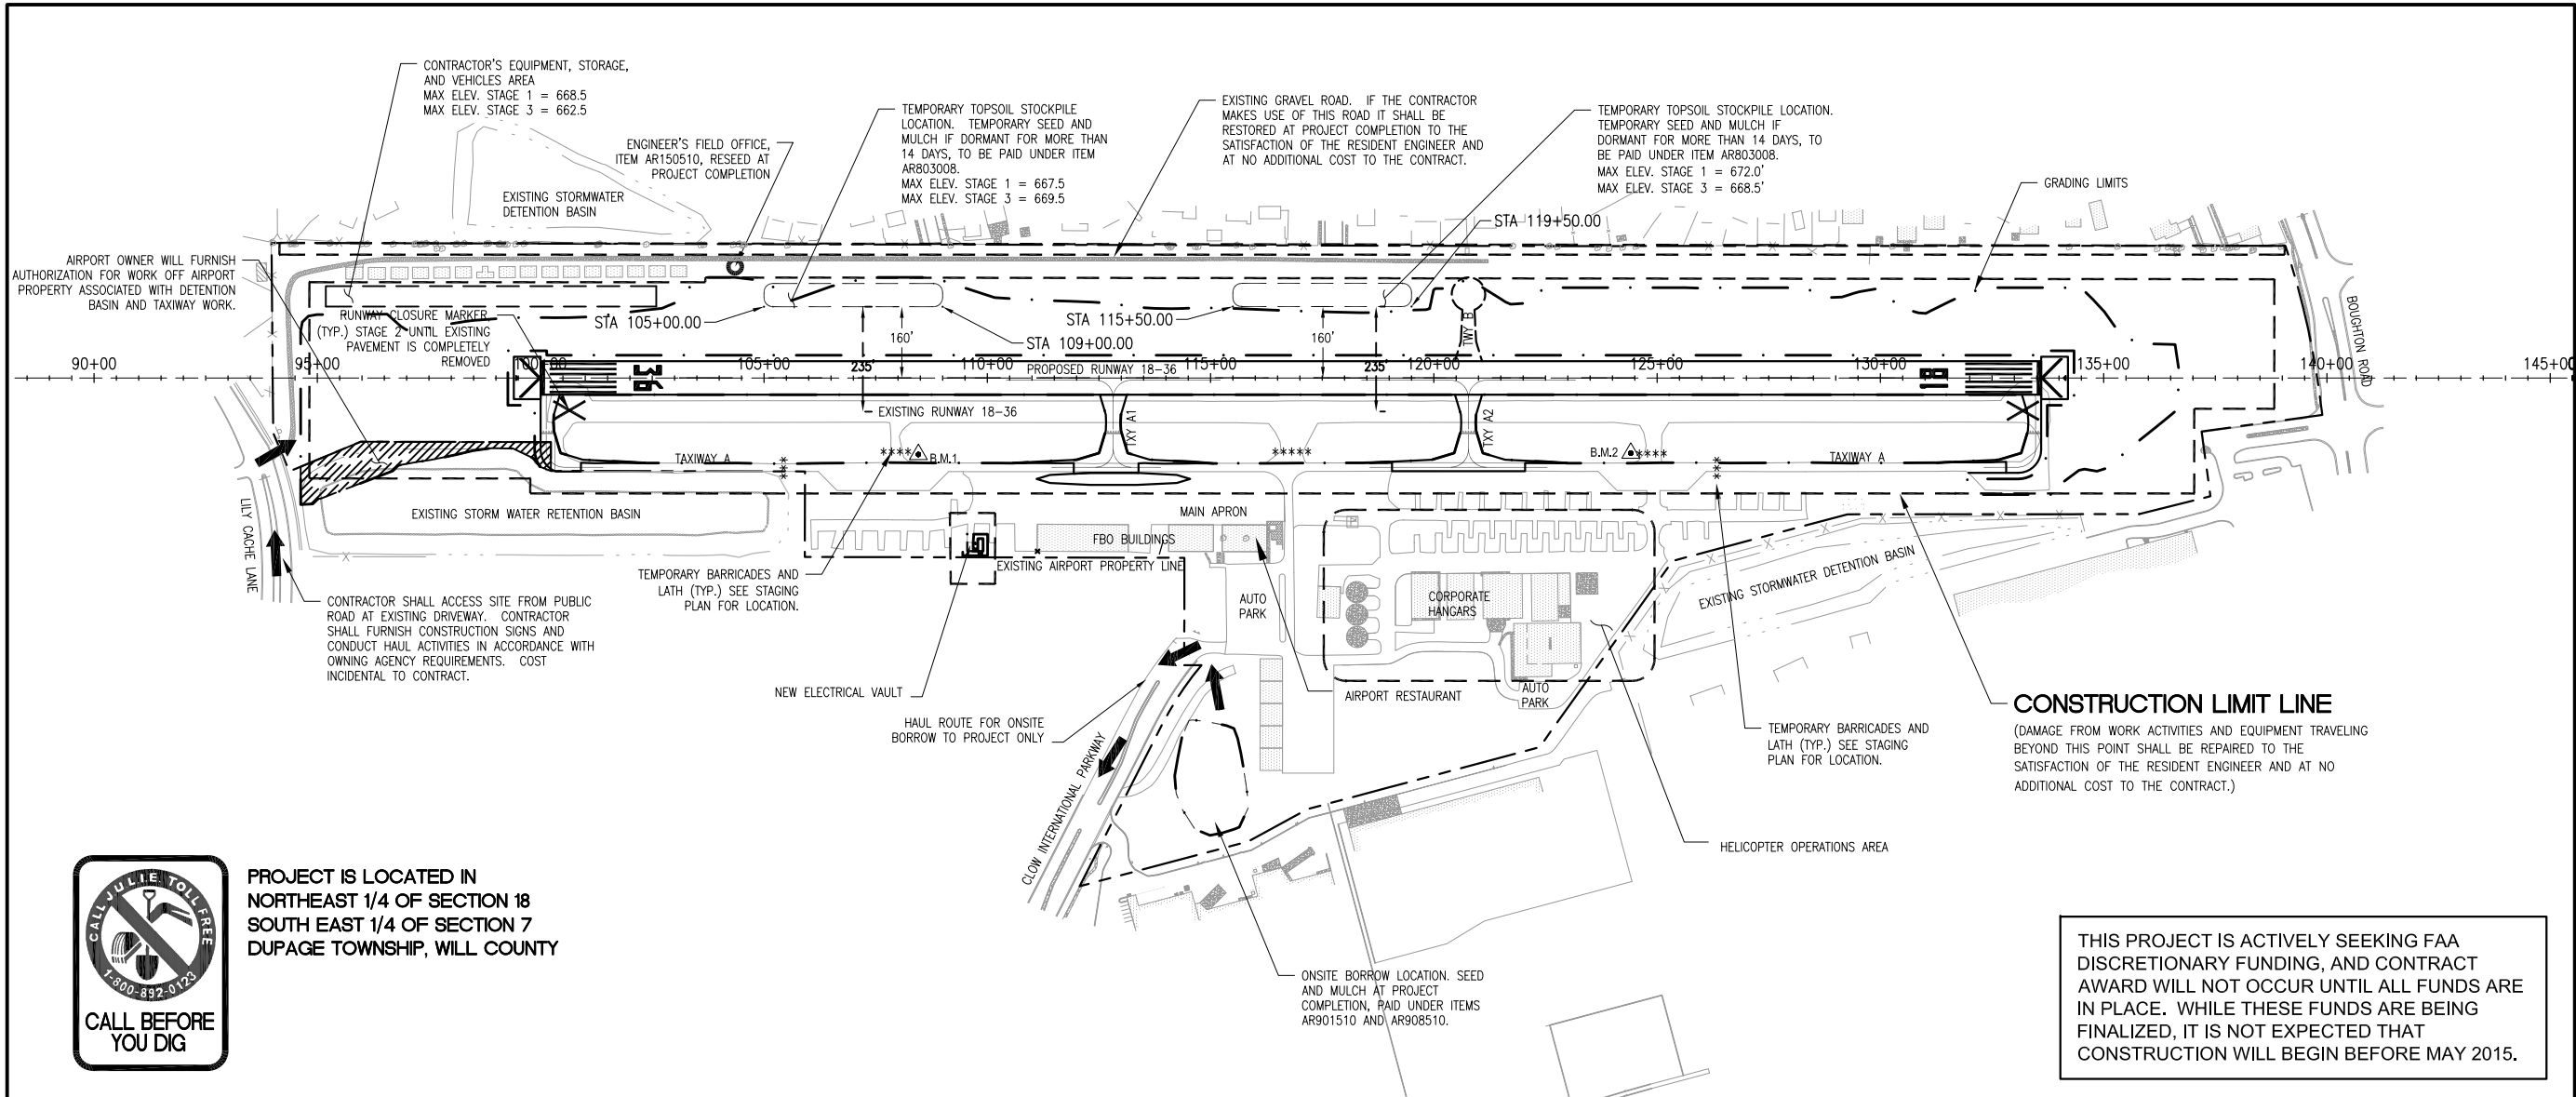 CONTRACTOR'S EQUIPMENT, STORAGE,
AND VEHICLES AREA
MAX ELEV. STAGE 1 = 668.5
MAX ELEV. STAGE 3 = 662.5
ENGINEER'S FIELD OFFICE,
ITEM AR150510, RESEED AT
PROJECT COMPLETION
EXISTING STORMWATER
DETENTION BASIN
TEMPORARY TOPSOIL STOCKPILE
LOCATION. TEMPORARY SEED AND
MULCH IF DORMANT FOR MORE THAN
14 DAYS, TO BE PAID UNDER ITEM
AR803008.
MAX ELEV. STAGE 1 = 667.5
MAX ELEV. STAGE 3 = 669.5
EXISTING GRAVEL ROAD. IF THE CONTRACTOR
MAKES USE OF THIS ROAD IT SHALL BE
RESTORED AT PROJECT COMPLETION TO THE
SATISFACTION OF THE RESIDENT ENGINEER AND
AT NO ADDITIONAL COST TO THE CONTRACT.
TEMPORARY TOPSOIL STOCKPILE LOCATION.
TEMPORARY SEED AND MULCH IF
DORMANT FOR MORE THAN 14 DAYS, TO
BE PAID UNDER ITEM AR803008.
MAX ELEV. STAGE 1 = 672.0'
MAX ELEV. STAGE 3 = 668.5'
GRADING LIMITS
STA 119+50.00
AIRPORT OWNER WILL FURNISH
AUTHORIZATION FOR WORK OFF AIRPORT
PROPERTY ASSOCIATED WITH DETENTION
BASIN AND TAXIWAY WORK.
RUNWAY CLOSURE MARKER
(TYP.) STAGE 2 UNTIL EXISTING
PAVEMENT IS COMPLETELY
REMOVED
STA 105+00.00
STA 109+00.00
STA 115+50.00
160'
160'
TWY B
BOUGHTON ROAD
90+00
95+00
100+00
105+00
110+00
115+00
120+00
125+00
130+00
135+00
140+00
145+00
235'
235'
36
18
PROPOSED RUNWAY 18-36
EXISTING RUNWAY 18-36
TXY A1
TXY A2
TAXIWAY A
B.M.1
B.M.2
TAXIWAY A
LILY CACHE LANE
EXISTING STORM WATER RETENTION BASIN
MAIN APRON
FBO BUILDINGS
EXISTING AIRPORT PROPERTY LINE
EXISTING STORMWATER DETENTION BASIN
TEMPORARY BARRICADES AND
LATH (TYP.) SEE STAGING
PLAN FOR LOCATION.
CONTRACTOR SHALL ACCESS SITE FROM PUBLIC
ROAD AT EXISTING DRIVEWAY. CONTRACTOR
SHALL FURNISH CONSTRUCTION SIGNS AND
CONDUCT HAUL ACTIVITIES IN ACCORDANCE WITH
OWNING AGENCY REQUIREMENTS. COST
INCIDENTAL TO CONTRACT.
AUTO
PARK
CORPORATE
HANGARS
NEW ELECTRICAL VAULT
AIRPORT RESTAURANT
AUTO
PARK
HAUL ROUTE FOR ONSITE
BORROW TO PROJECT ONLY
CLOW INTERNATIONAL PARKWAY
TEMPORARY BARRICADES AND
LATH (TYP.) SEE STAGING
PLAN FOR LOCATION.
CONSTRUCTION LIMIT LINE
(DAMAGE FROM WORK ACTIVITIES AND EQUIPMENT TRAVELING
BEYOND THIS POINT SHALL BE REPAIRED TO THE
SATISFACTION OF THE RESIDENT ENGINEER AND AT NO
ADDITIONAL COST TO THE CONTRACT.)
HELICOPTER OPERATIONS AREA
CALL JULIE TOLL FREE
1-800-892-0123
CALL BEFORE
YOU DIG
PROJECT IS LOCATED IN
NORTHEAST 1/4 OF SECTION 18
SOUTH EAST 1/4 OF SECTION 7
DUPAGE TOWNSHIP, WILL COUNTY
ONSITE BORROW LOCATION. SEED
AND MULCH AT PROJECT
COMPLETION, PAID UNDER ITEMS
AR901510 AND AR908510.
THIS PROJECT IS ACTIVELY SEEKING FAA
DISCRETIONARY FUNDING, AND CONTRACT
AWARD WILL NOT OCCUR UNTIL ALL FUNDS ARE
IN PLACE. WHILE THESE FUNDS ARE BEING
FINALIZED, IT IS NOT EXPECTED THAT
CONSTRUCTION WILL BEGIN BEFORE MAY 2015.